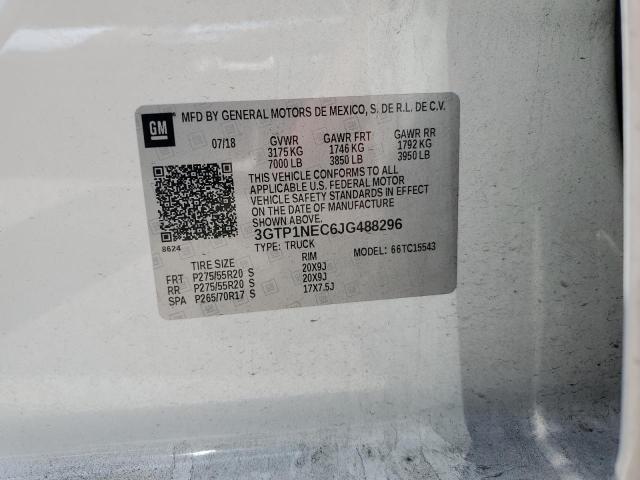 GM
MFD BY GENERAL MOTORS DE MEXICO, S. DE R.L. DE C.V.
07/18 GVWR GAWR FRT GAWR RR
3175 KG 1746 KG 1792 KG
7000 LB 3850 LB 3950 LB
THIS VEHICLE CONFORMS TO ALL
APPLICABLE U.S. FEDERAL MOTOR
VEHICLE SAFETY STANDARDS IN EFFECT
ON THE DATE OF MANUFACTURE
SHOWN ABOVE.
3GTP1NEC6JG488296
8624
TYPE: TRUCK MODEL: 66TC15543
TIRE SIZE RIM
FRT P275/55R20 S 20X9J
RR P275/55R20 S 20X9J
SPA P265/70R17 S 17X7.5J